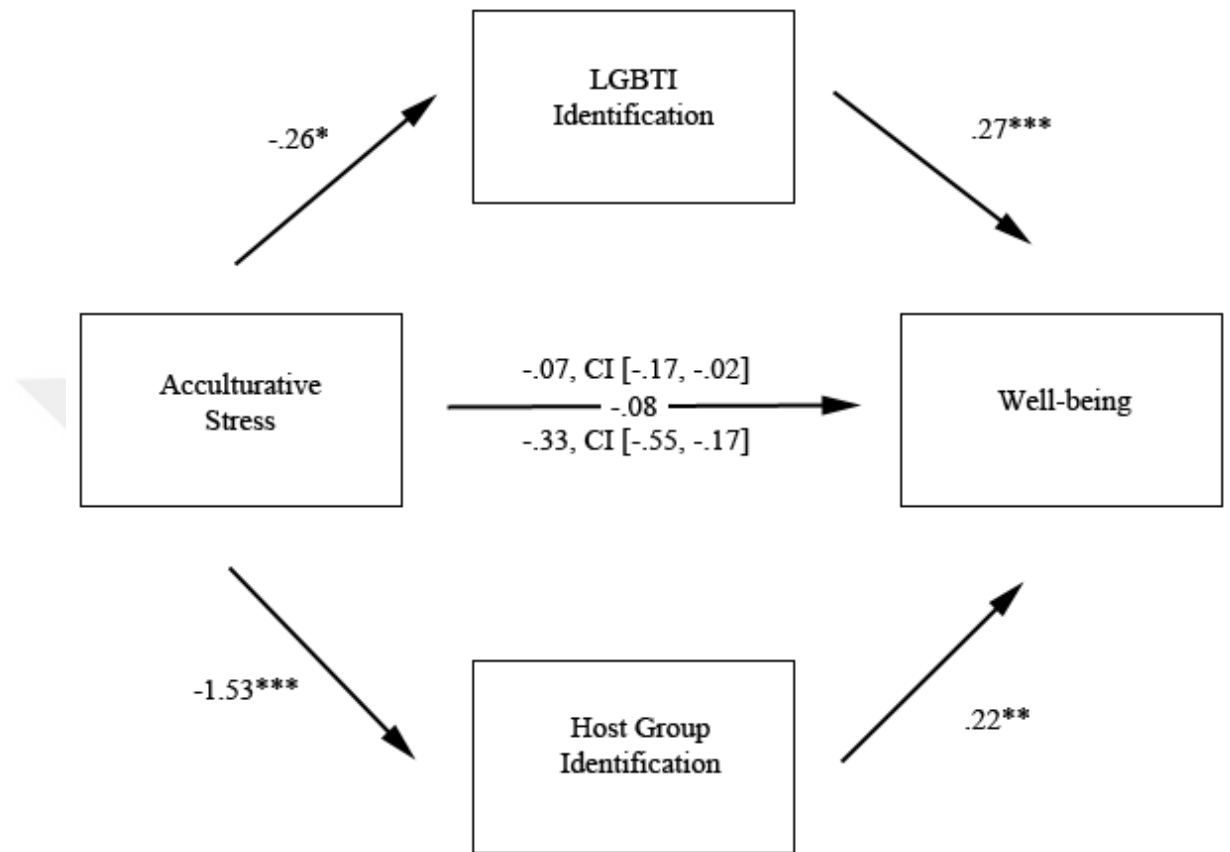 LGBTI
Identification
-.26*
.27***
Acculturative
Stress
-.07, CI [-.17, -.02]
-.08
-.33, CI [-.55, -.17]
Well-being
-1.53***
Host Group
Identification
.22**